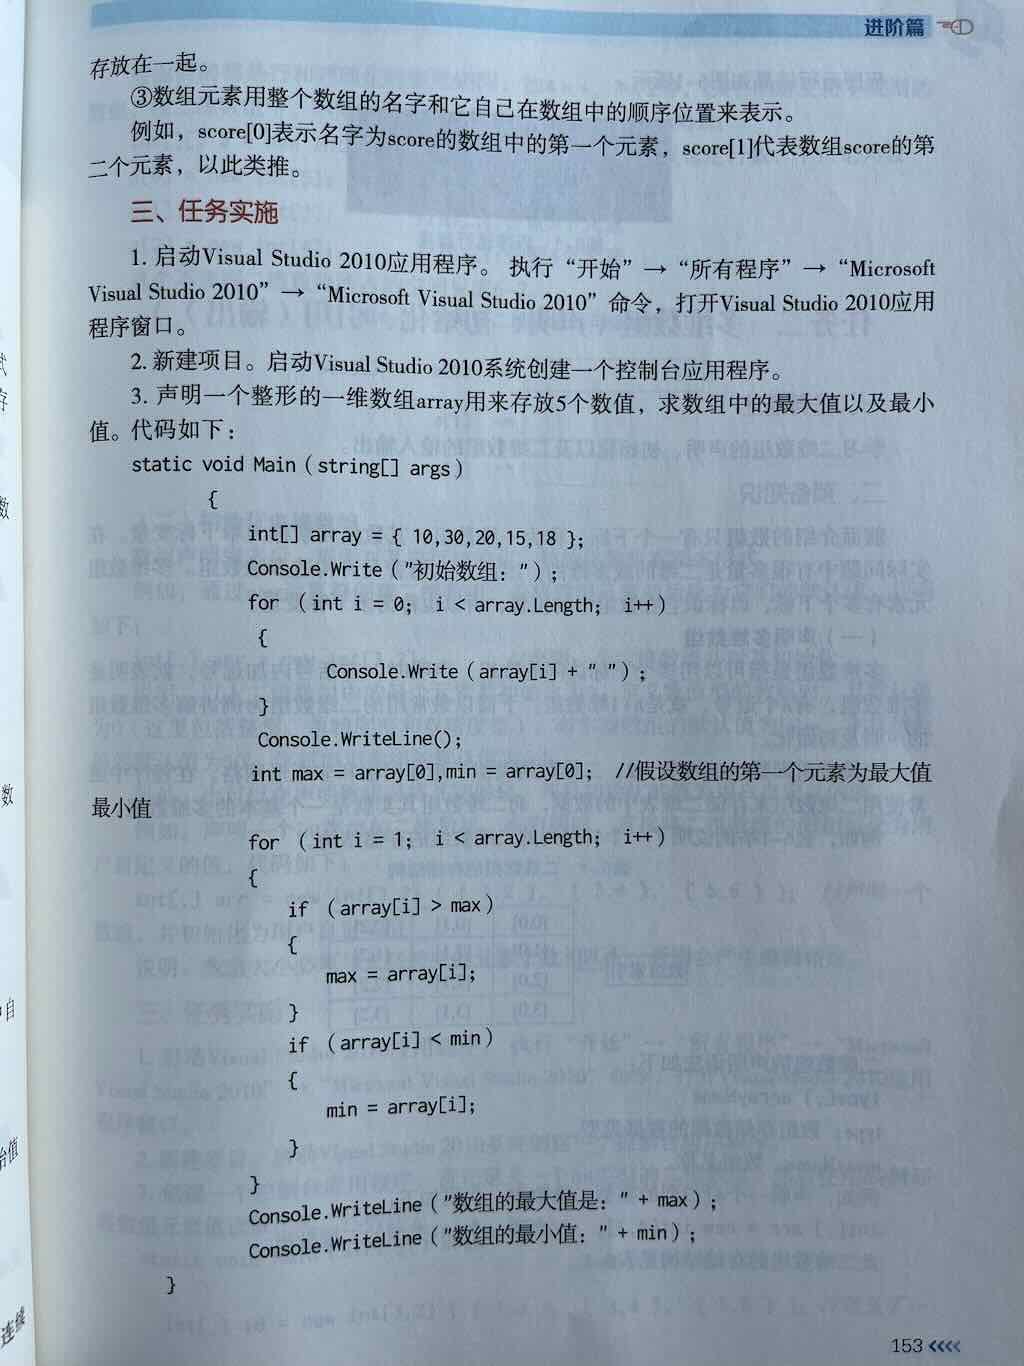 进阶篇
存放在一起。
③数组元素用整个数组的名字和它自己在数组中的顺序位置来表示。
例如，score[0]表示名字为score的数组中的第一个元素，score[1]代表数组score的第
二个元素，以此类推。
三、任务实施
1. 启动Visual Studio 2010应用程序。 执行“开始”→“所有程序”→“Microsoft
Visual Studio 2010”→“Microsoft Visual Studio 2010”命令，打开Visual Studio 2010应用
程序窗口。
2. 新建项目。启动Visual Studio 2010系统创建一个控制台应用程序。
3. 声明一个整形的一维数组array用来存放5个数值，求数组中的最大值以及最小
值。代码如下：
static void Main（string[] args）
{
int[] array = { 10,30,20,15,18 };
Console.Write（"初始数组："）;
for （int i = 0; i < array.Length; i++）
{
Console.Write（array[i] + " "）;
}
Console.WriteLine();
int max = array[0],min = array[0]; //假设数组的第一个元素为最大值
最小值
for （int i = 1; i < array.Length; i++）
{
if （array[i] > max）
{
max = array[i];
}
if （array[i] < min）
{
min = array[i];
}
}
Console.WriteLine（"数组的最大值是：" + max）;
Console.WriteLine（"数组的最小值：" + min）;
}
153